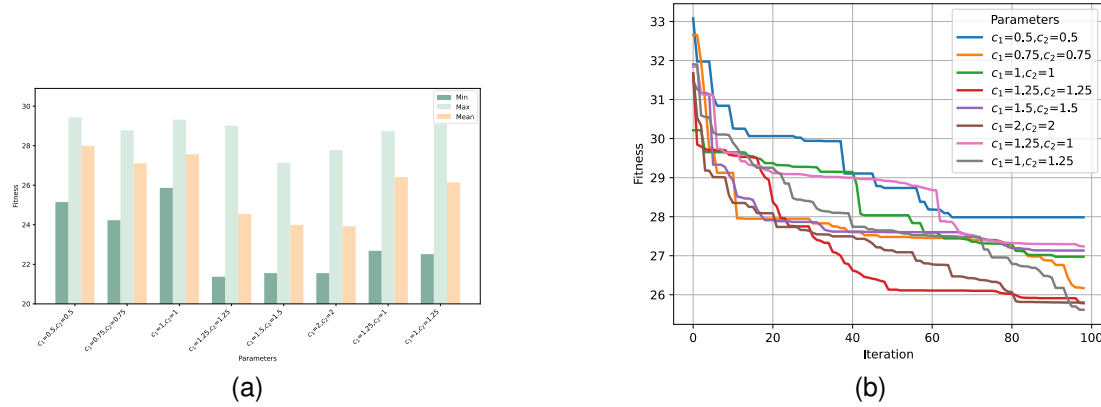 30
28
26
24
22
20
Fitness
Min
Max
Mean
c₁=0.5,c₂=0.5
c₁=0.75,c₂=0.75
c₁=1,c₂=1
c₁=1.25,c₂=1.25
c₁=1.5,c₂=1.5
c₁=2,c₂=2
c₁=1.25,c₂=1
c₁=1,c₂=1.25
Parameters
(a)
33
32
31
30
29
28
27
26
Fitness
Parameters
c₁=0.5,c₂=0.5
c₁=0.75,c₂=0.75
c₁=1,c₂=1
c₁=1.25,c₂=1.25
c₁=1.5,c₂=1.5
c₁=2,c₂=2
c₁=1.25,c₂=1
c₁=1,c₂=1.25
0 20 40 60 80 100
Iteration
(b)